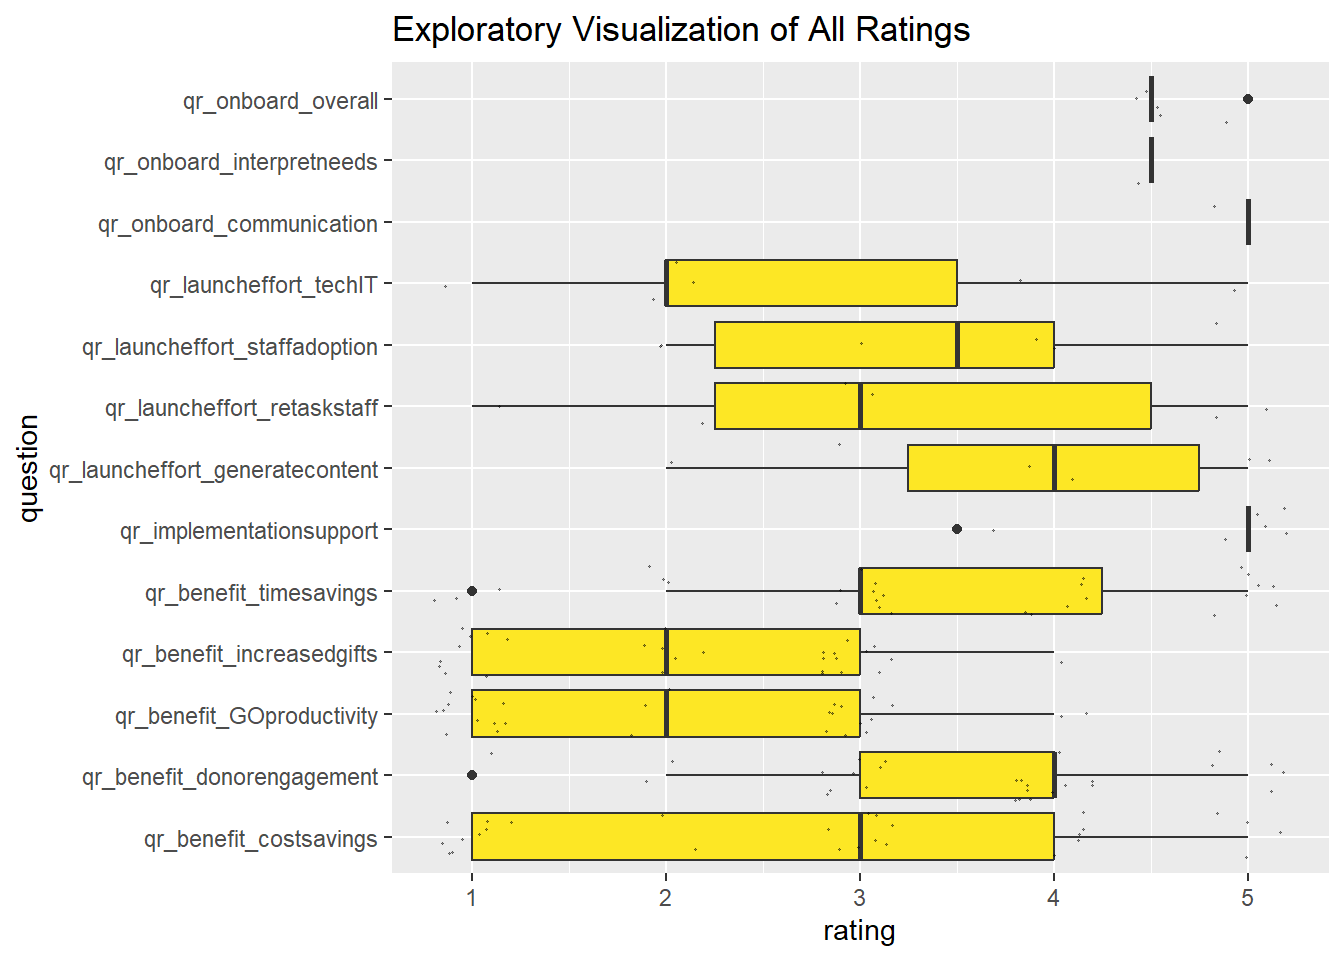 Exploratory Visualization of All Ratings
qr_onboard_overall
qr_onboard_interpretneeds
qr_onboard_communication
qr_launcheffort_techIT
qr_launcheffort_staffadoption
qr_launcheffort_retaskstaff
qr_launcheffort_generatecontent
qr_implementationsupport
qr_benefit_timesavings
qr_benefit_increasedgifts
qr_benefit_GOproductivity
qr_benefit_donorengagement
qr_benefit_costsavings
question
1 2 3 4 5
rating